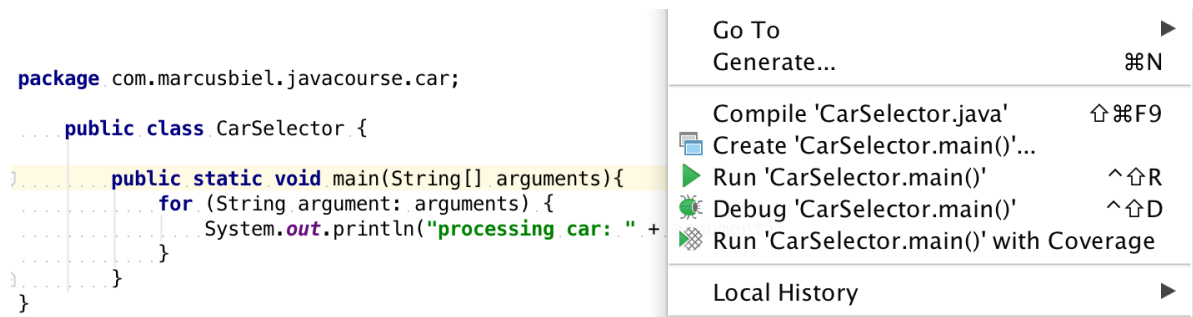 package com.marcusbiel.javacourse.car;
public class CarSelector {
public static void main(String[] arguments){
for (String argument: arguments) {
System.out.println("processing car: " +
}
}
}
Go To
Generate... ⌘N
Compile 'CarSelector.java' ⇧⌘F9
Create 'CarSelector.main()'...
Run 'CarSelector.main()' ^⇧R
Debug 'CarSelector.main()' ^⇧D
Run 'CarSelector.main()' with Coverage
Local History